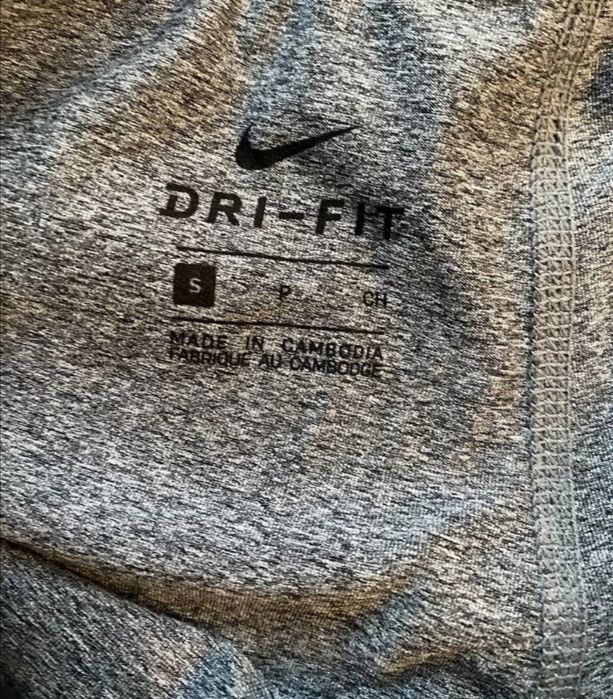 DRI-FIT
S P CH
MADE IN CAMBODIA
FABRIQUE AU CAMBODGE